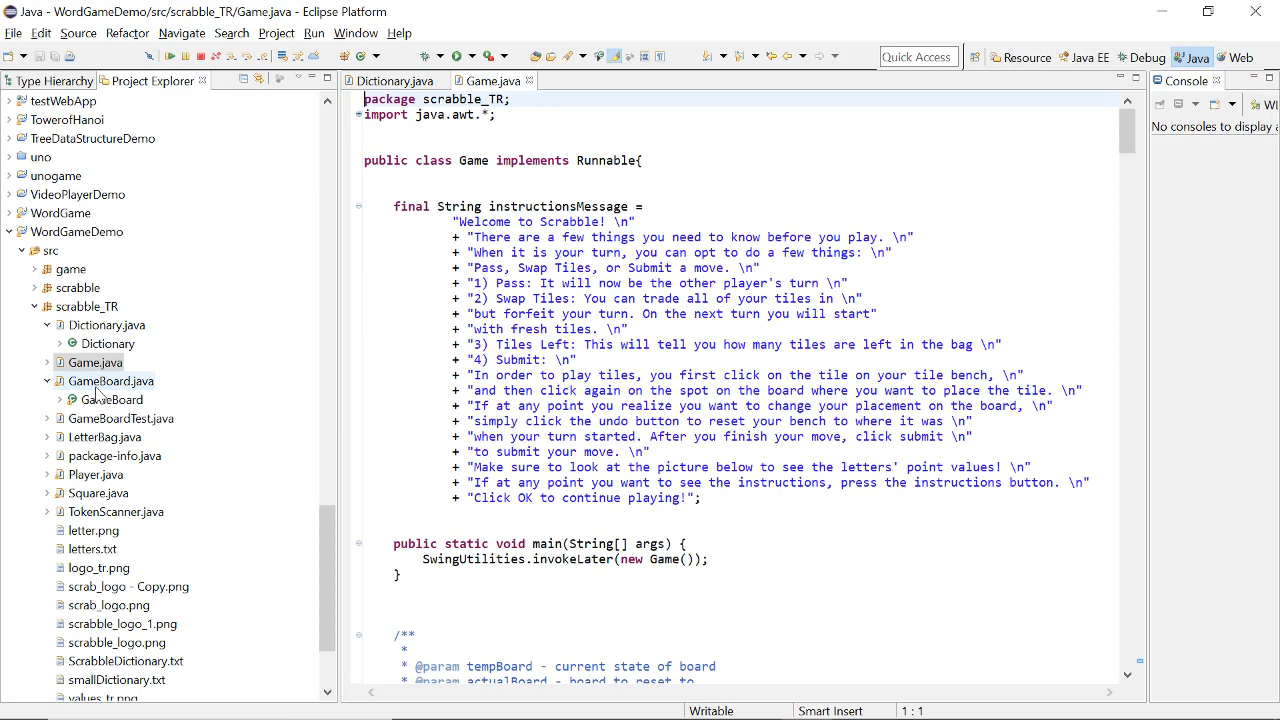 Java - WordGameDemo/src/scrabble_TR/Game.java - Eclipse Platform
File Edit Source Refactor Navigate Search Project Run Window Help
Quick Access Resource Java EE Debug Java Web
Type Hierarchy Project Explorer Dictionary.java Game.java Console
testWebApp
TowerofHanoi
TreeDataStructureDemo
uno
unogame
VideoPlayerDemo
WordGame
WordGameDemo
src
game
scrabble
scrabble_TR
Dictionary.java
Dictionary
Game.java
GameBoard.java
GameBoard
GameBoardTest.java
LetterBag.java
package-info.java
Player.java
Square.java
TokenScanner.java
letter.png
letters.txt
logo_tr.png
scrab_logo - Copy.png
scrab_logo.png
scrabble_logo_1.png
scrabble_logo.png
ScrabbleDictionary.txt
smallDictionary.txt
values_tr.png
package scrabble_TR;
import java.awt.*;
public class Game implements Runnable{
final String instructionsMessage =
"Welcome to Scrabble! \n"
+ "There are a few things you need to know before you play. \n"
+ "When it is your turn, you can opt to do a few things: \n"
+ "Pass, Swap Tiles, or Submit a move. \n"
+ "1) Pass: It will now be the other player's turn \n"
+ "2) Swap Tiles: You can trade all of your tiles in \n"
+ "but forfeit your turn. On the next turn you will start"
+ "with fresh tiles. \n"
+ "3) Tiles Left: This will tell you how many tiles are left in the bag \n"
+ "4) Submit: \n"
+ "In order to play tiles, you first click on the tile on your tile bench, \n"
+ "and then click again on the spot on the board where you want to place the tile. \n"
+ "If at any point you realize you want to change your placement on the board, \n"
+ "simply click the undo button to reset your bench to where it was \n"
+ "when your turn started. After you finish your move, click submit \n"
+ "to submit your move. \n"
+ "Make sure to look at the picture below to see the letters' point values! \n"
+ "If at any point you want to see the instructions, press the instructions button. \n"
+ "Click OK to continue playing!";
public static void main(String[] args) {
SwingUtilities.invokeLater(new Game());
}
/**
*
* @param tempBoard - current state of board
* @param actualBoard - board to reset to
WI
No consoles to display a
Writable Smart Insert 1 : 1